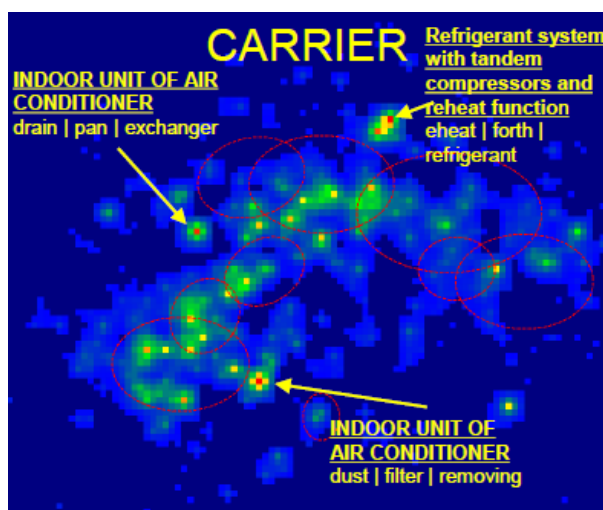 CARRIER
Refrigerant system
with tandem
compressors and
reheat function
eheat | forth |
refrigerant
INDOOR UNIT OF AIR
CONDITIONER
drain | pan | exchanger
INDOOR UNIT OF
AIR CONDITIONER
dust | filter | removing